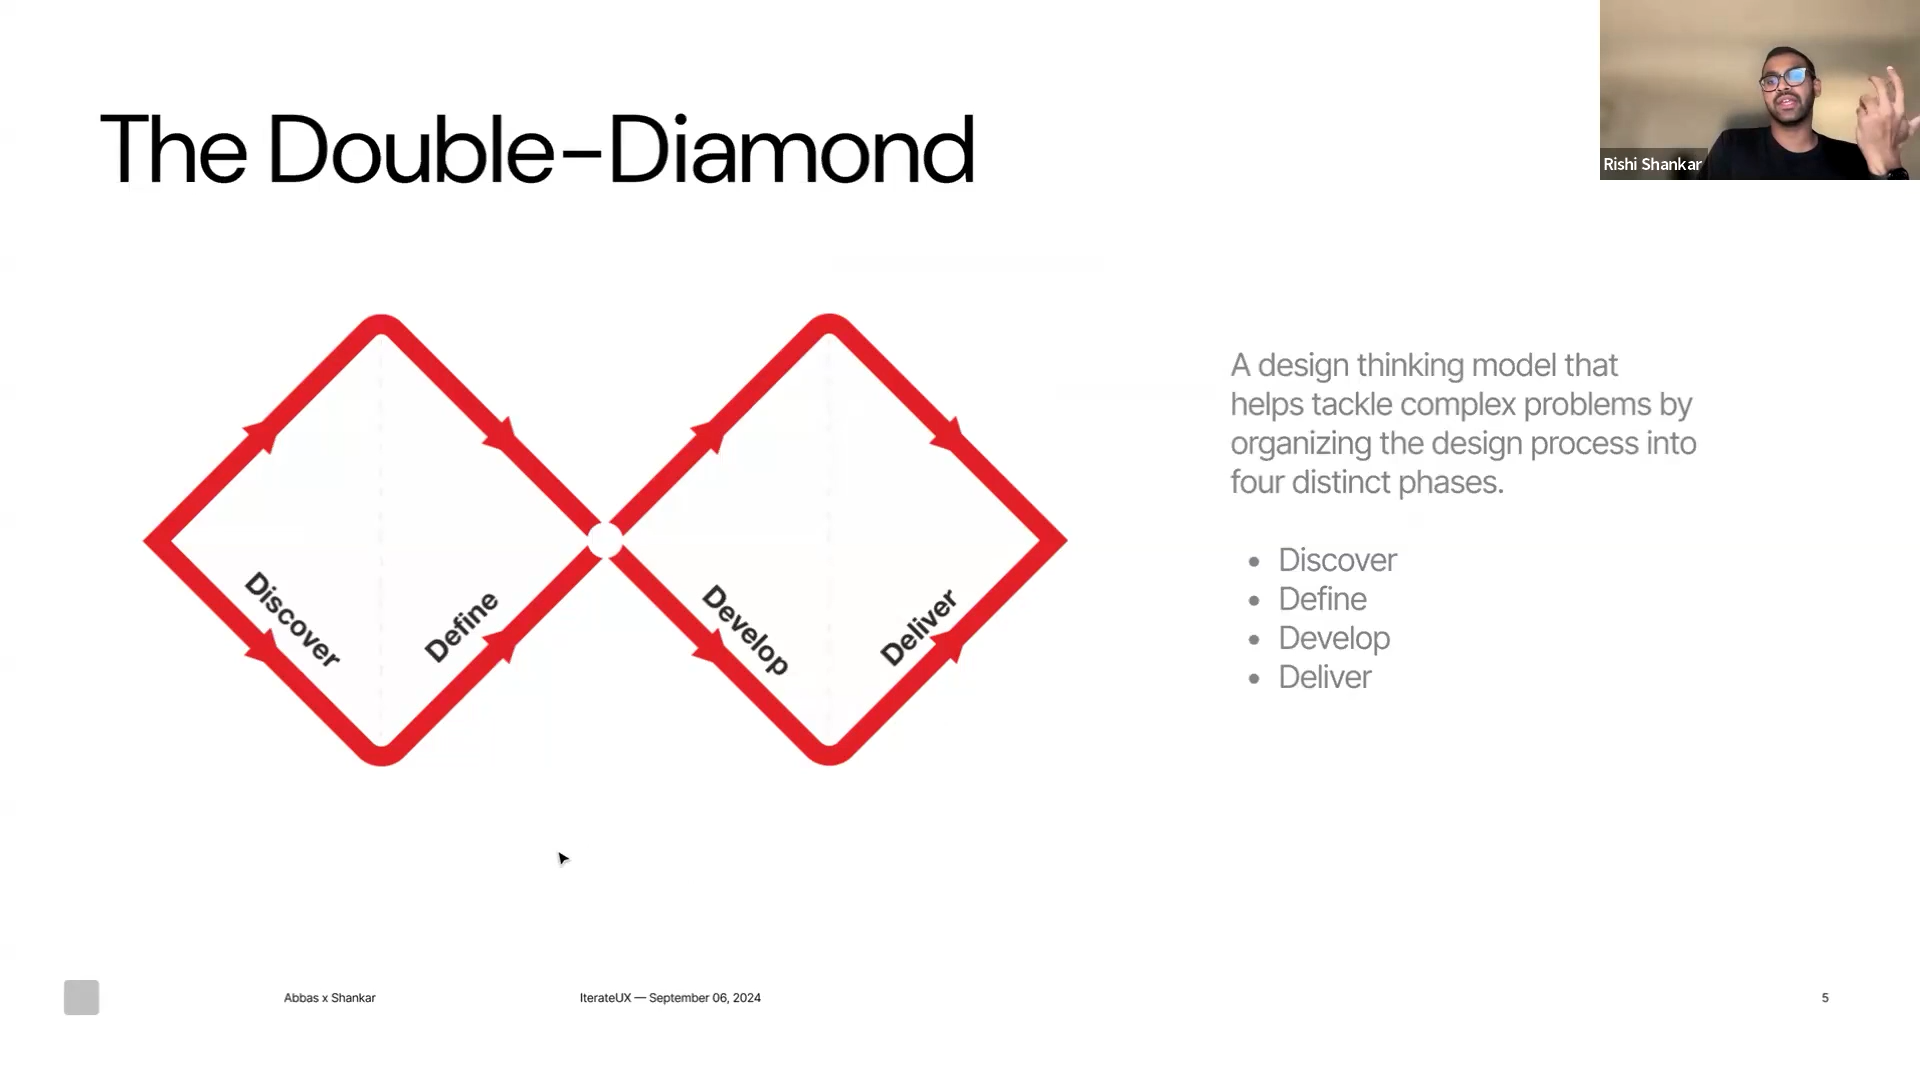 The Double-Diamond
Rishi Shankar
Discover
Define
Develop
Deliver
A design thinking model that
helps tackle complex problems by
organizing the design process into
four distinct phases.
• Discover
• Define
• Develop
• Deliver
Abbas x Shankar
IterateUX — September 06, 2024
5